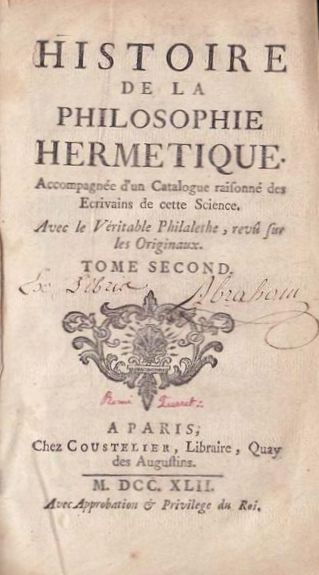 HISTOIRE
DE LA
PHILOSOPHIE
HERMETIQUE.
Accompagnée d'un Catalogue raisonné des
Ecrivains de cette Science.
Avec le Véritable Philalethe, revû sur
les Originaux.
TOME SECOND.
Ex Libris Abraham
A PARIS,
Chez COUSTELIER, Libraire, Quay
des Augustins.
M. DCC. XLII.
Avec Approbation & Privilege du Roi.